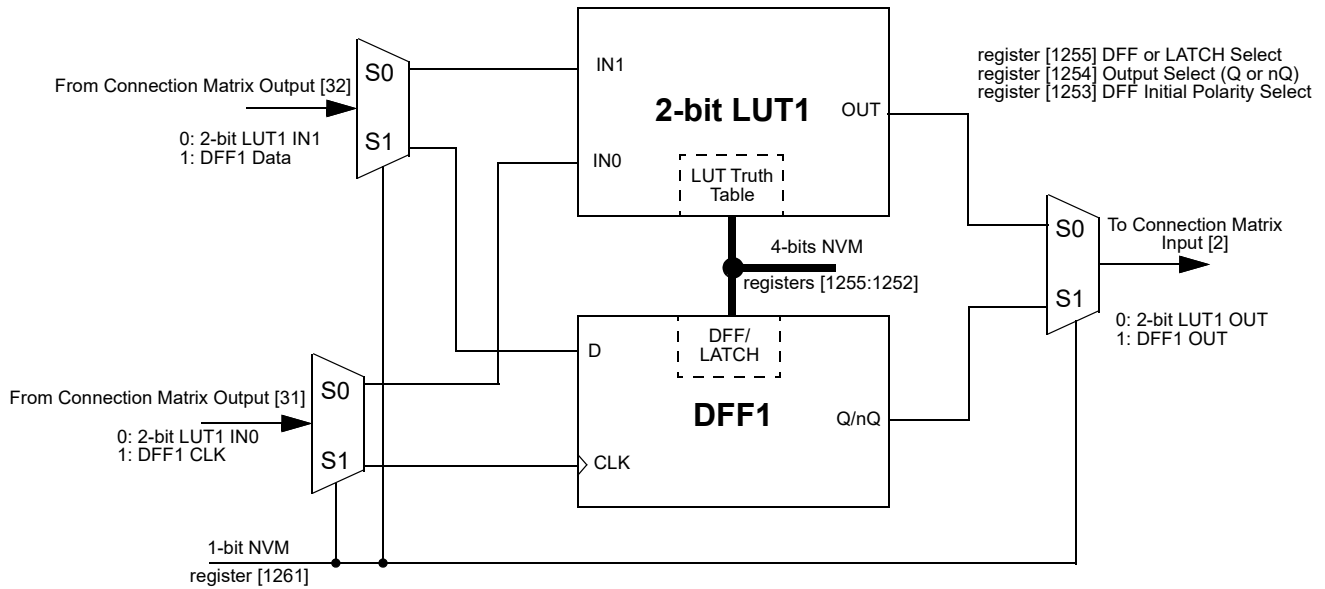 From Connection Matrix Output [32]
0: 2-bit LUT1 IN1
1: DFF1 Data
S0
S1
IN1
IN0
2-bit LUT1
OUT
LUT Truth
Table
register [1255] DFF or LATCH Select
register [1254] Output Select (Q or nQ)
register [1253] DFF Initial Polarity Select
4-bits NVM
registers [1255:1252]
S0
S1
To Connection Matrix
Input [2]
0: 2-bit LUT1 OUT
1: DFF1 OUT
From Connection Matrix Output [31]
0: 2-bit LUT1 IN0
1: DFF1 CLK
S0
S1
D
DFF/
LATCH
DFF1
Q/nQ
CLK
1-bit NVM
register [1261]